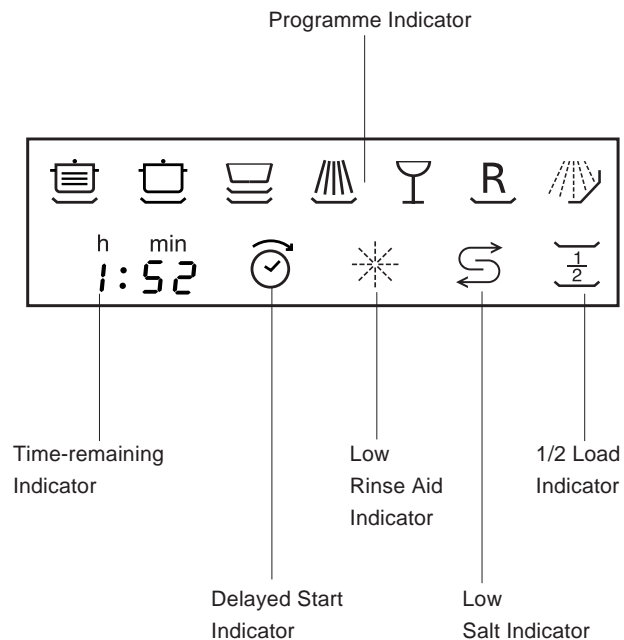 Programme Indicator
R
h min
1:52
1
2
Time-remaining
Indicator
Low
Rinse Aid
Indicator
1/2 Load
Indicator
Delayed Start
Indicator
Low
Salt Indicator